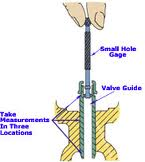 Small Hole
Gage
Valve Guide
Take
Measurements
In Three
Locations